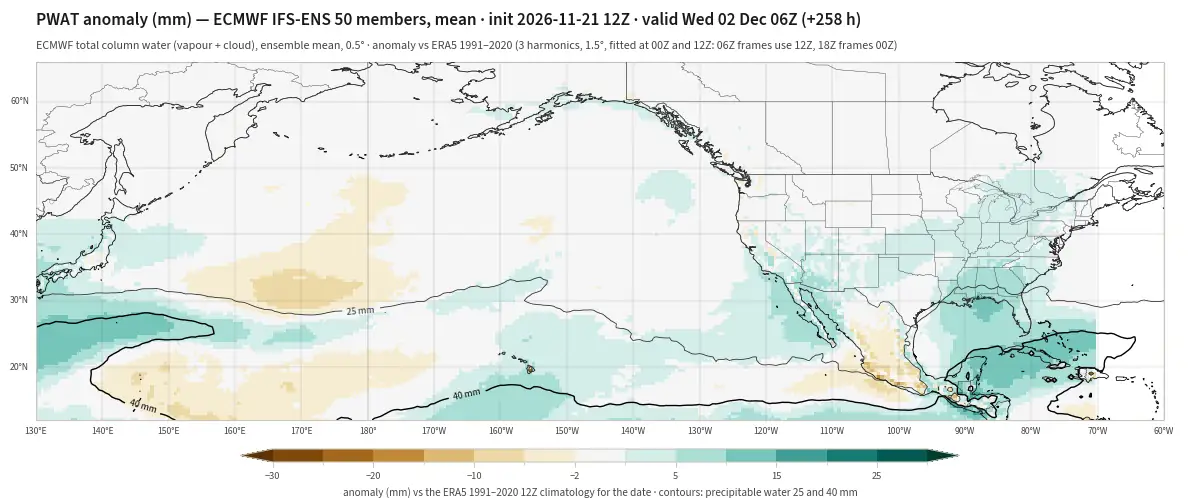 PWAT anomaly (mm) — ECMWF IFS-ENS 50 members, mean · init 2026-11-21 12Z · valid Wed 02 Dec 06Z (+258 h)
ECMWF total column water (vapour + cloud), ensemble mean, 0.5° · anomaly vs ERA5 1991–2020 (3 harmonics, 1.5°, fitted at 00Z and 12Z: 06Z frames use 12Z, 18Z frames 00Z)
60°N
50°N
40°N
30°N
20°N
25 mm
40 mm
40 mm
130°E 140°E 150°E 160°E 170°E 180° 170°W 160°W 150°W 140°W 130°W 120°W 110°W 100°W 90°W 80°W 70°W 60°W
−30 −20 −10 −2 5 15 25
anomaly (mm) vs the ERA5 1991–2020 12Z climatology for the date · contours: precipitable water 25 and 40 mm